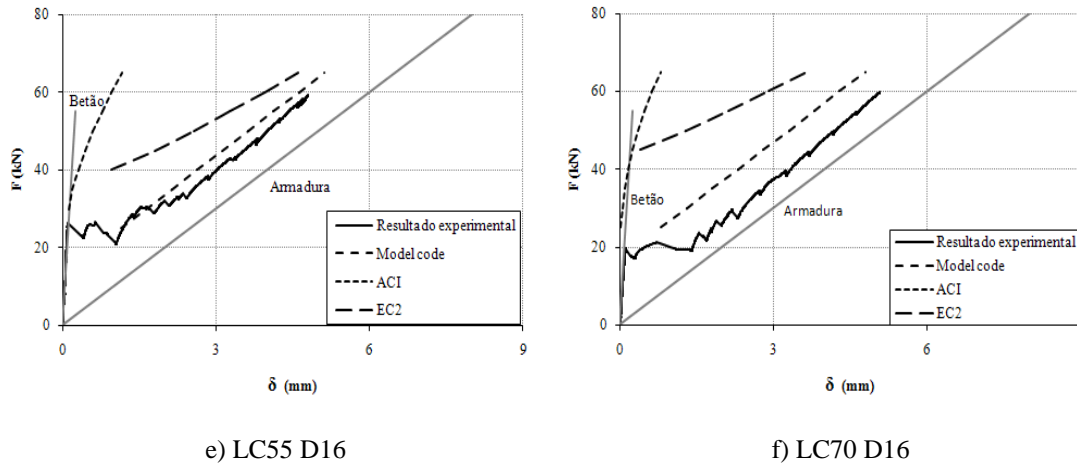 80
60
40
20
0
F (kN)
Betão
Armadura
Resultado experimental
Model code
ACI
EC2
0 3 6 9
δ (mm)
e) LC55 D16
80
60
40
20
0
F (kN)
Betão
Armadura
Resultado experimental
Model code
ACI
EC2
0 3 6
δ (mm)
f) LC70 D16